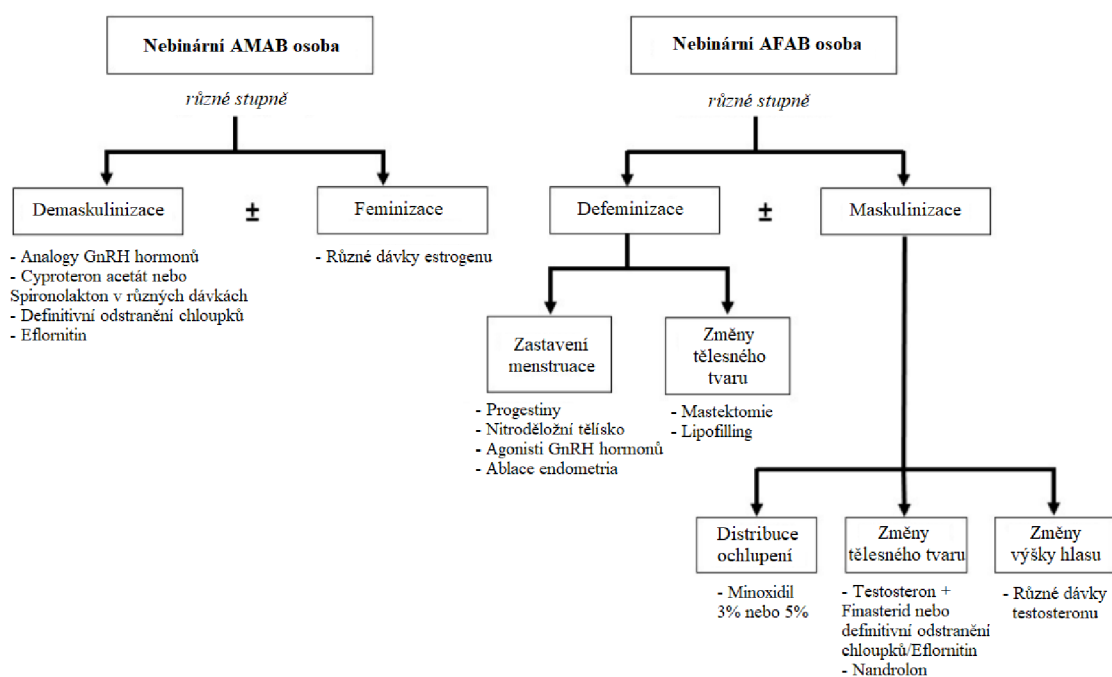 Nebinární AMAB osoba
různé stupně
Demaskulinizace
±
Feminizace
- Analogy GnRH hormonů
- Cyproteron acetát nebo
Spironolakton v různých dávkách
- Definitivní odstranění chloupků
- Eflornitin
- Různé dávky estrogenu
Nebinární AFAB osoba
různé stupně
Defeminizace
±
Maskulinizace
Zastavení
menstruace
- Progestiny
- Nitroděložní tělísko
- Agonisti GnRH hormonů
- Ablace endometria
Změny
tělesného
tvaru
- Mastektomie
- Lipofilling
Distribuce
ochlupení
- Minoxidil
3% nebo 5%
Změny
tělesného tvaru
- Testosteron +
Finasterid nebo
definitivní odstranění
chloupků/Eflornitin
- Nandrolon
Změny
výšky hlasu
- Různé dávky
testosteronu